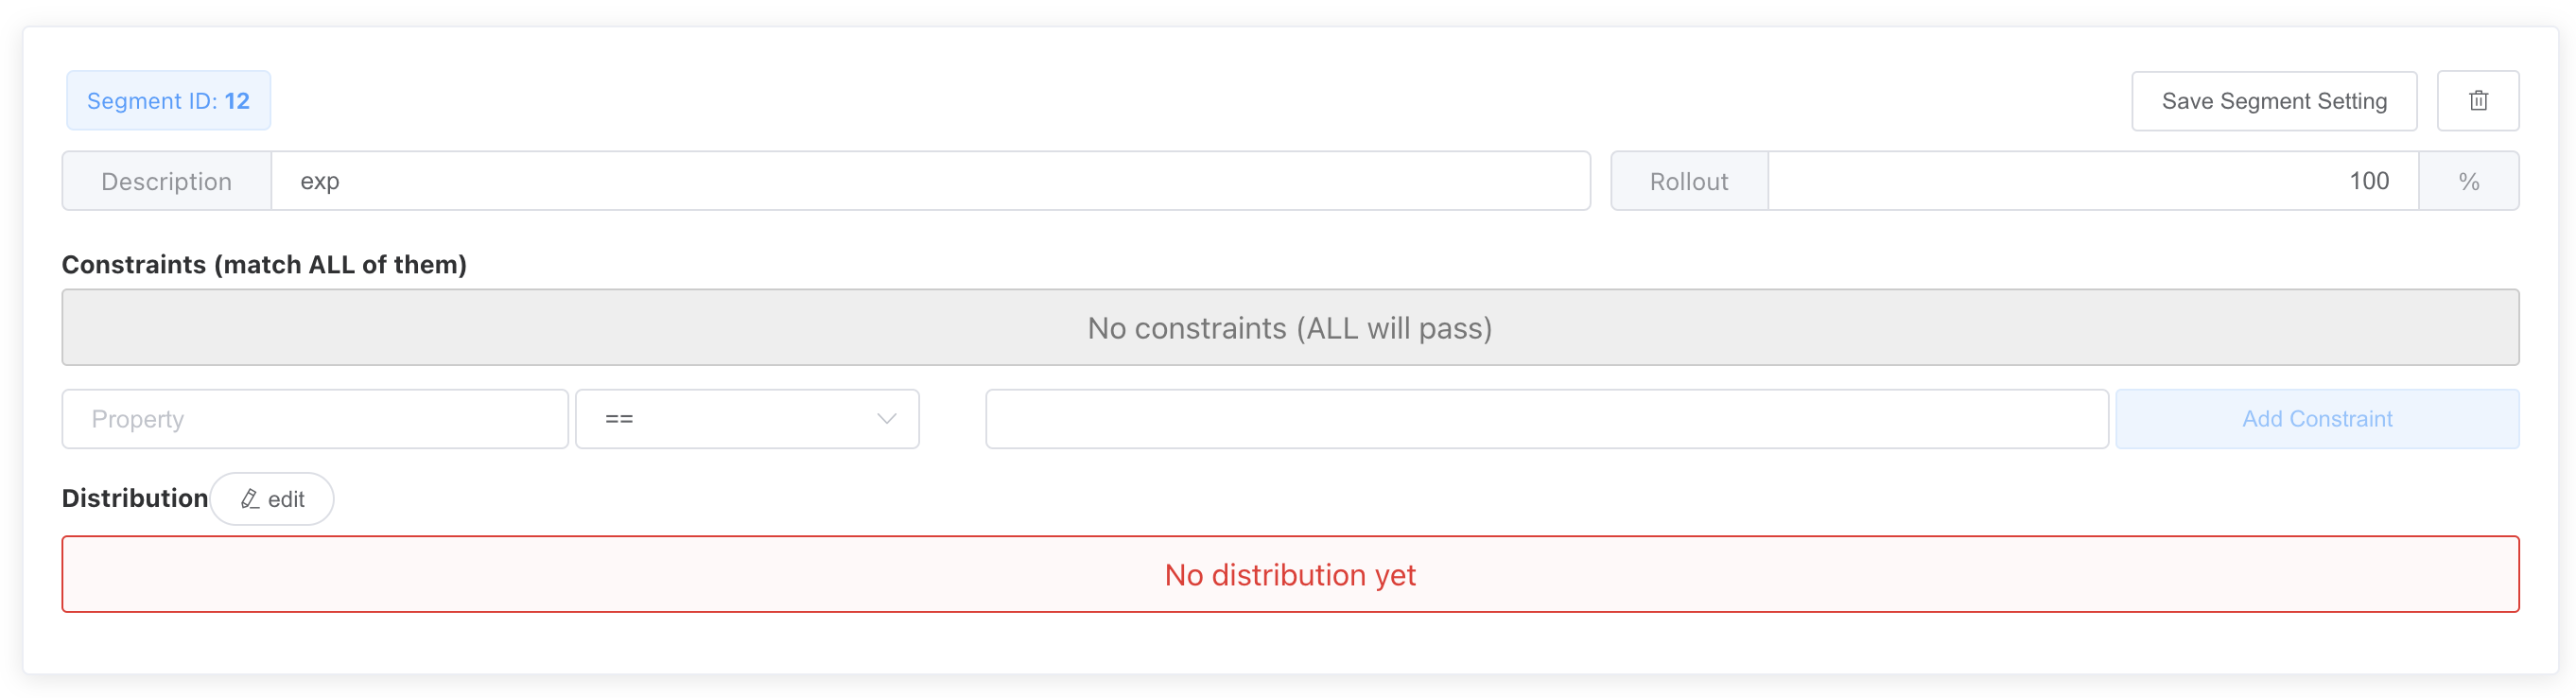 Segment ID: 12
Save Segment Setting
Description exp Rollout 100 %
Constraints (match ALL of them)
No constraints (ALL will pass)
Property == Add Constraint
Distribution edit
No distribution yet